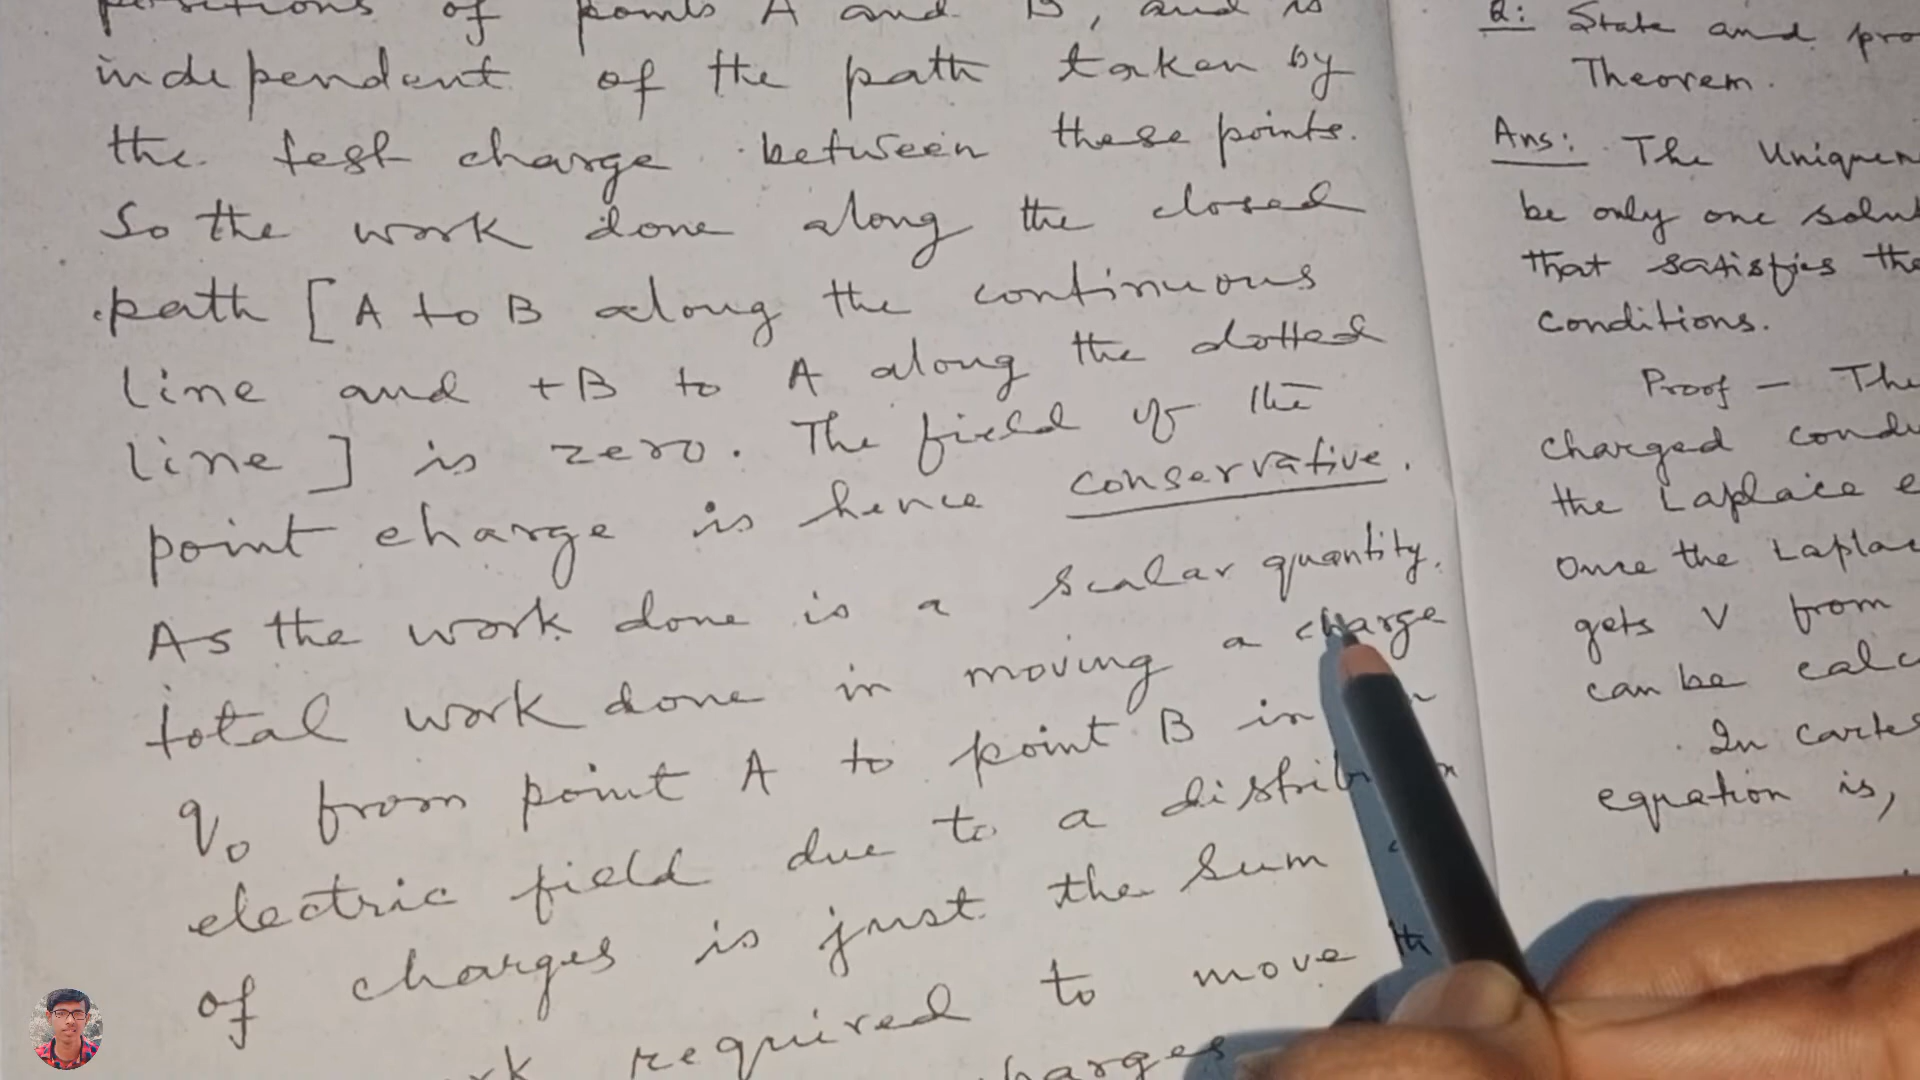 of points A and B, and is
independent of the path taken by
the test charge between these points.
So the work done along the closed
path [A to B along the continuous
line and +B to A along the dotted
line] is zero. The field of the
point charge is hence conservative.
As the work done is a scalar quantity.
total work done in moving a charge
q₀ from point A to point B in
electric field due to a
of charges is just the sum
required to move
Q: State and
Theorem.
Ans: The
be only one
that satisfies the
conditions.
Proof – The
charged
the Laplace
Once the
gets V from
can be
In
equation is,